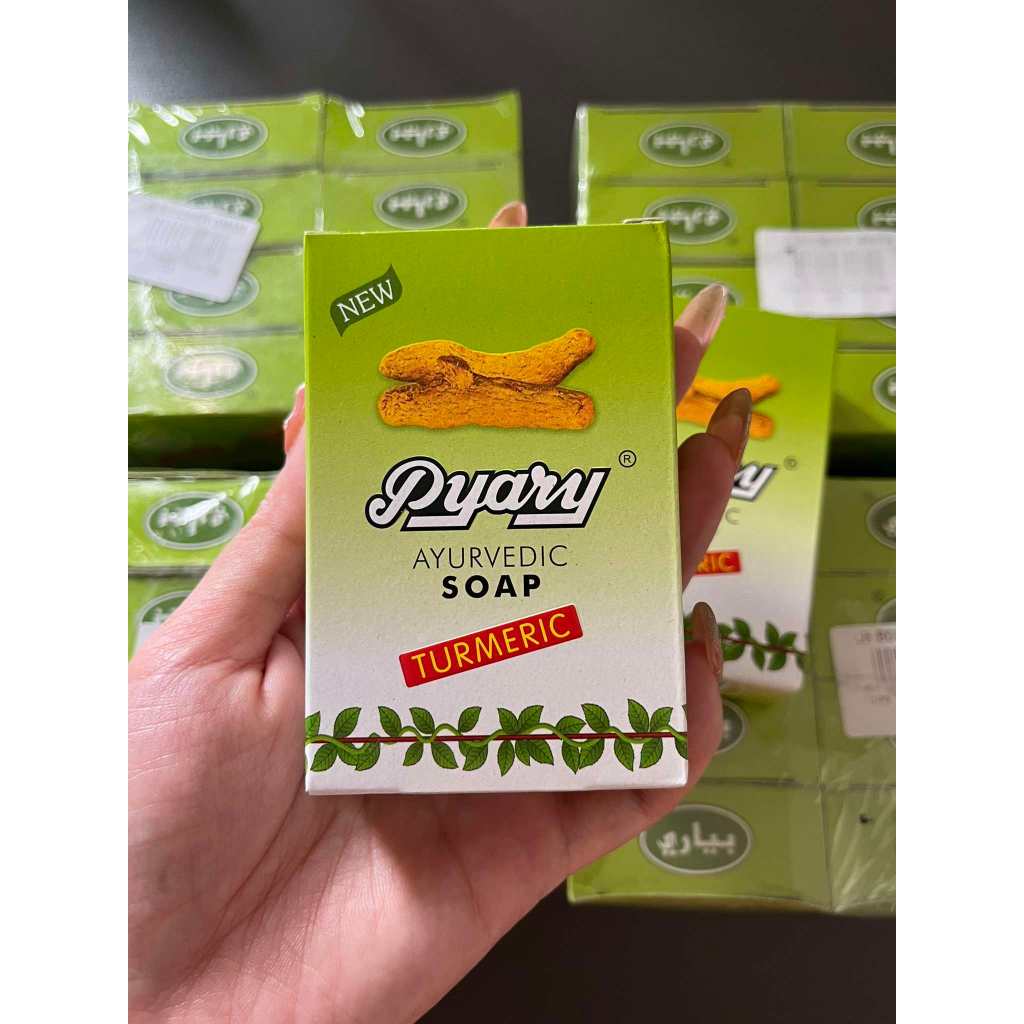 NEW
Pyary®
AYURVEDIC
SOAP
TURMERIC
بياري